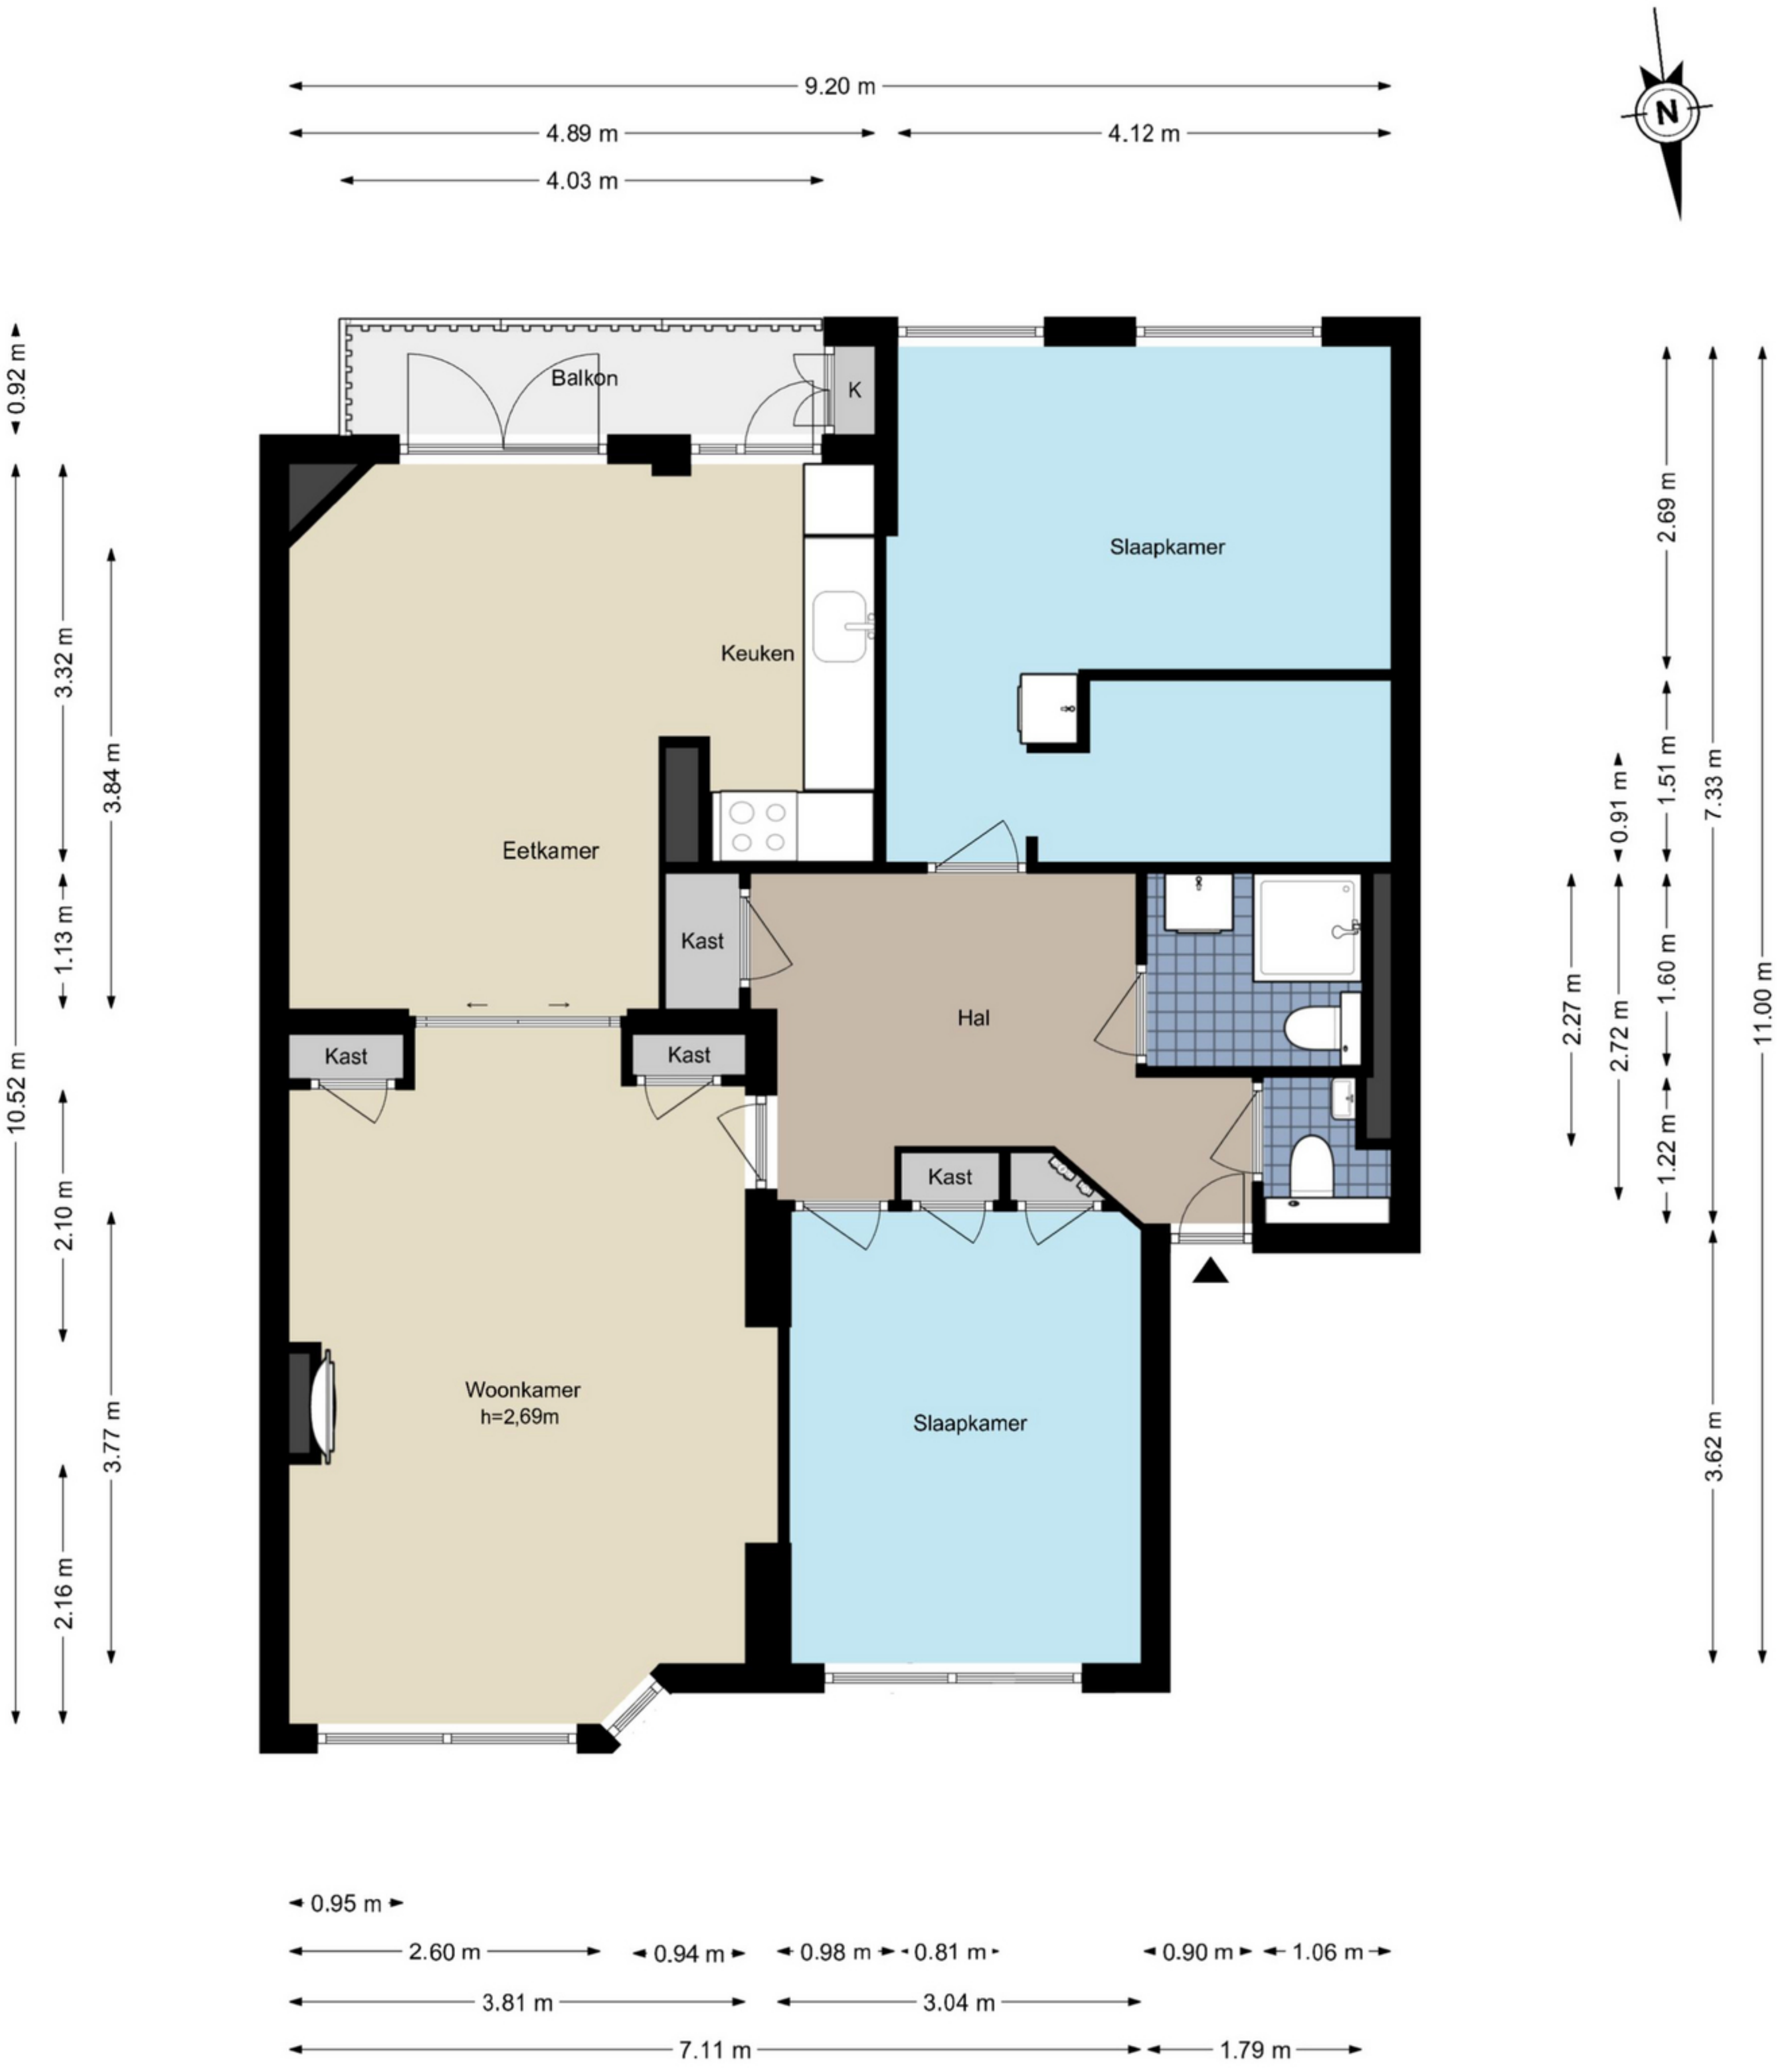 9.20 m
4.89 m
4.12 m
4.03 m
N
0.92 m
Balkon
K
Slaapkamer
2.69 m
Keuken
3.32 m
3.84 m
1.51 m
7.33 m
0.91 m
Eetkamer
1.13 m
Kast
1.60 m
2.27 m
2.72 m
11.00 m
Hal
Kast
Kast
10.52 m
1.22 m
Kast
2.10 m
Woonkamer
h=2,69m
Slaapkamer
3.77 m
3.62 m
2.16 m
0.95 m
2.60 m
0.94 m
0.98 m
0.81 m
0.90 m
1.06 m
3.81 m
3.04 m
7.11 m
1.79 m